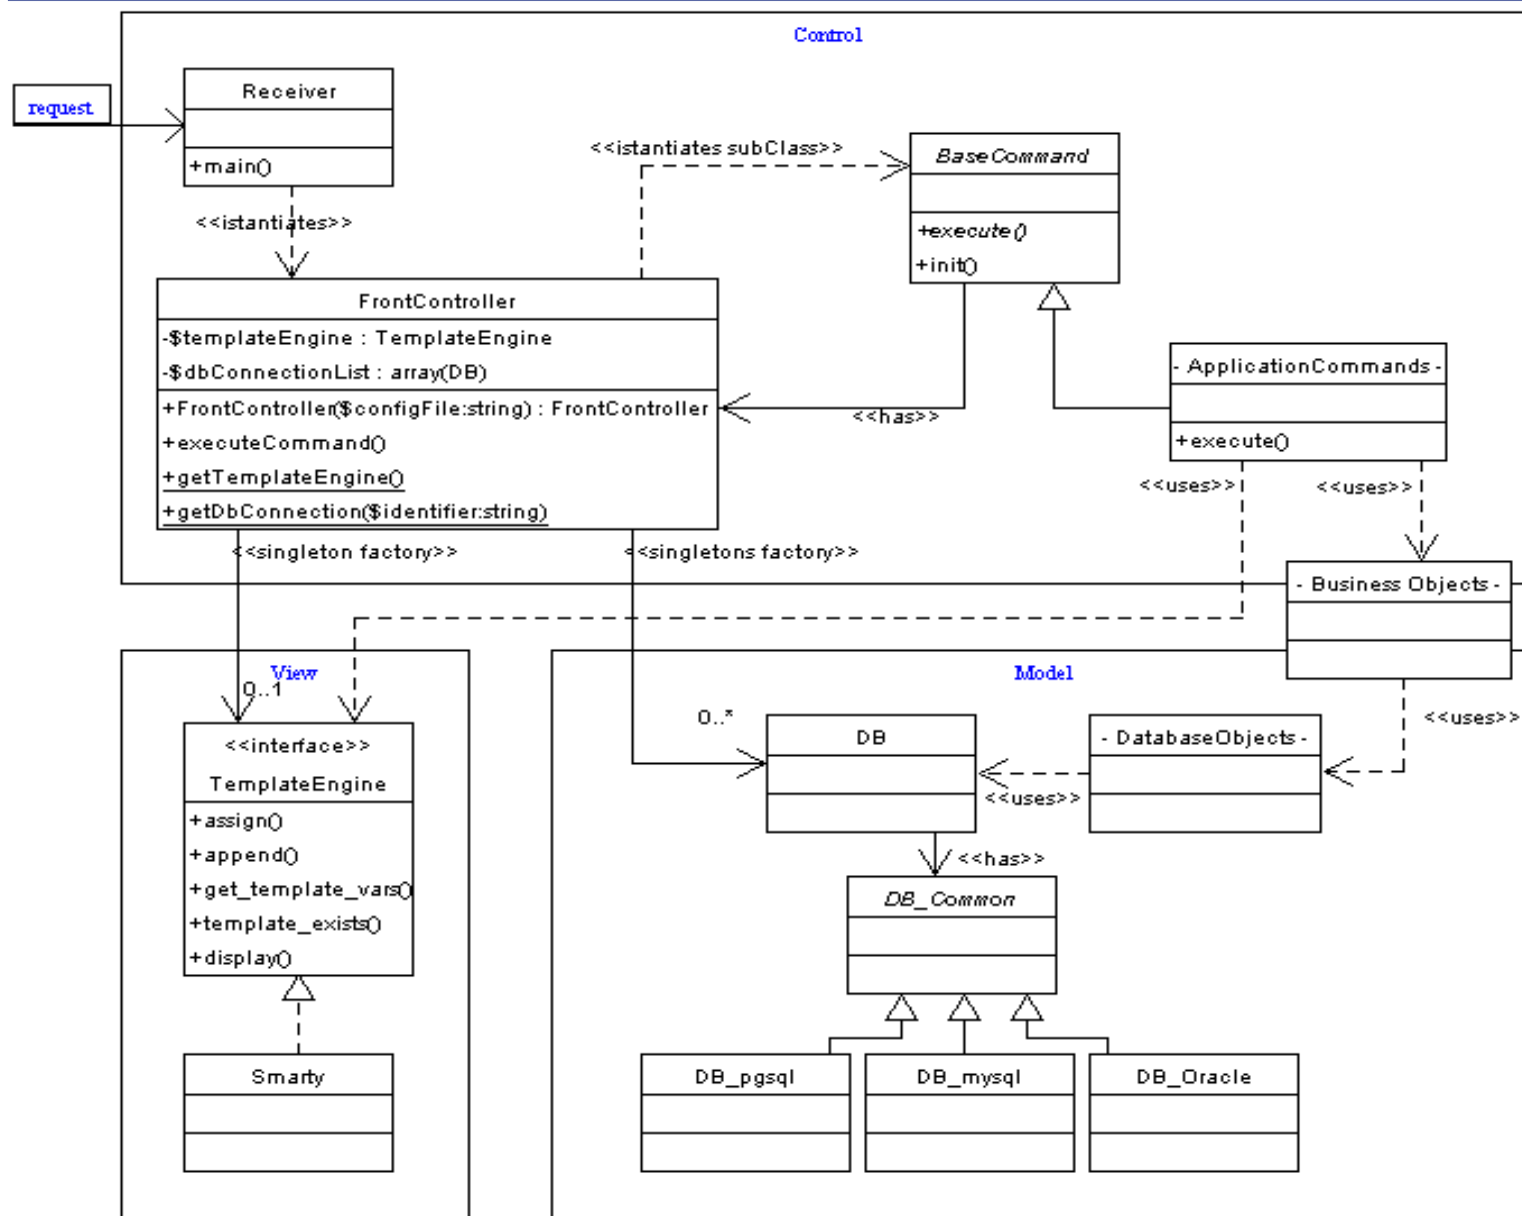 Control
request
Receiver
+main()
<<istantiates>>
<<istantiates subClass>>
BaseCommand
+execute()
+init()
FrontController
-$templateEngine : TemplateEngine
-$dbConnectionList : array(DB)
+FrontController($configFile:string) : FrontController
+executeCommand()
+getTemplateEngine()
+getDbConnection($identifier:string)
<<has>>
- ApplicationCommands -
+execute()
<<uses>>
<<uses>>
<<singleton factory>>
<<singletons factory>>
- Business Objects -
View
0..1
<<interface>>
TemplateEngine
+assign()
+append()
+get_template_vars()
+template_exists()
+display()
Smarty
Model
0..*
DB
- DatabaseObjects -
<<uses>>
<<uses>>
<<has>>
DB_Common
DB_pgsql
DB_mysql
DB_Oracle